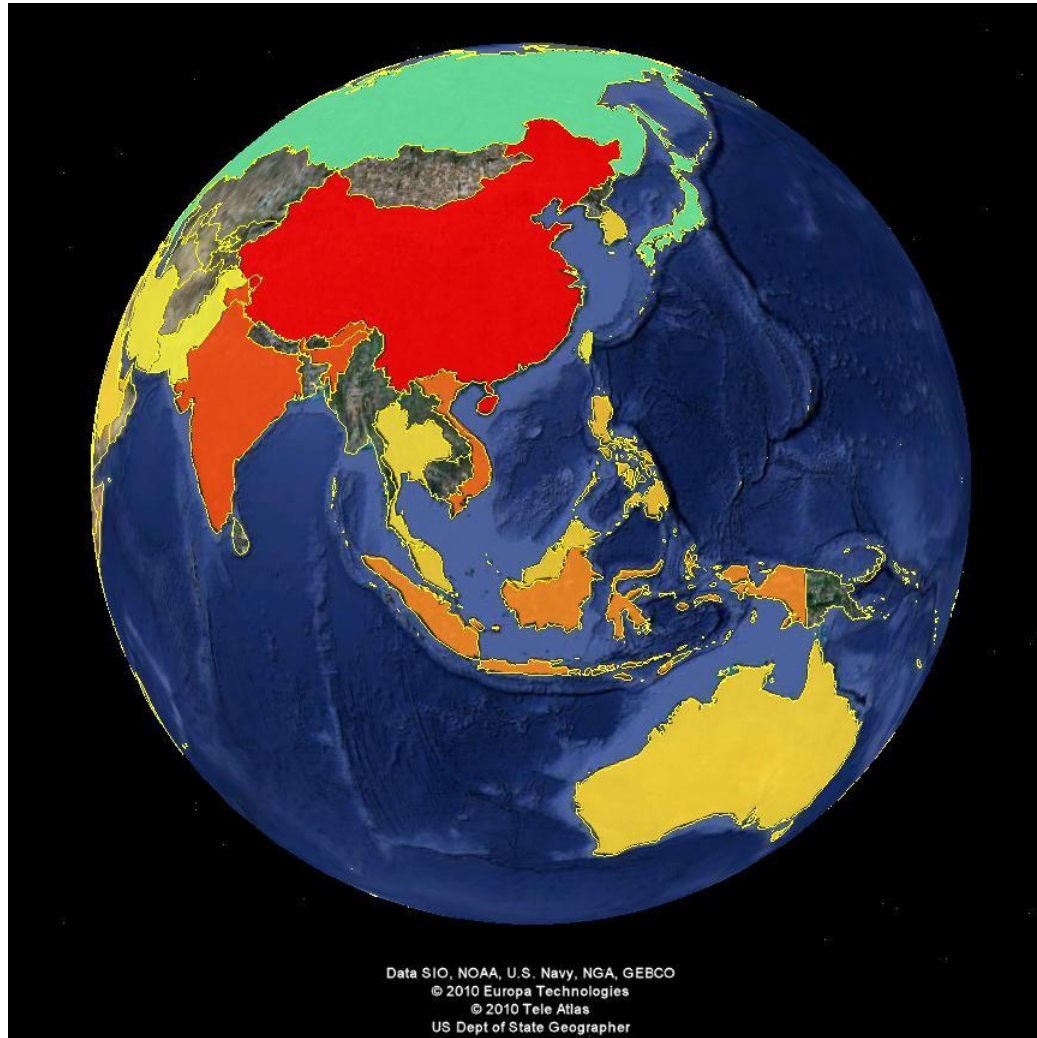 Data SIO, NOAA, U.S. Navy, NGA, GEBCO
© 2010 Europa Technologies
© 2010 Tele Atlas
US Dept of State Geographer